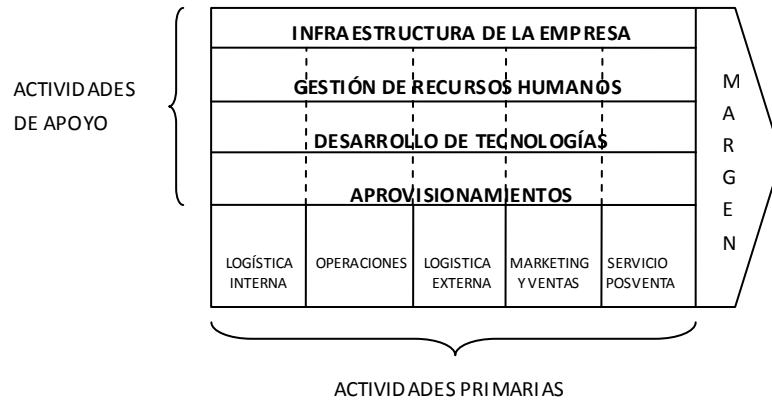 INFRAESTRUCTURA DE LA EMPRESA
GESTIÓN DE RECURSOS HUMANOS
DESARROLLO DE TECNOLOGÍAS
APROVISIONAMIENTOS
ACTIVIDADES
DE APOYO
LOGÍSTICA
INTERNA
OPERACIONES
LOGISTICA
EXTERNA
MARKETING
Y VENTAS
SERVICIO
POSVENTA
M
A
R
G
E
N
ACTIVIDADES PRIMARIAS